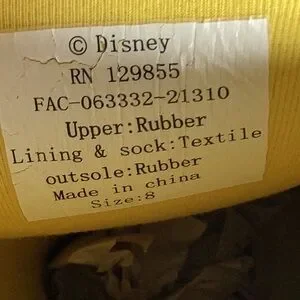 © Disney
RN 129855
FAC-063332-21310
Upper:Rubber
Lining & sock:Textile
outsole:Rubber
Made in china
Size:8